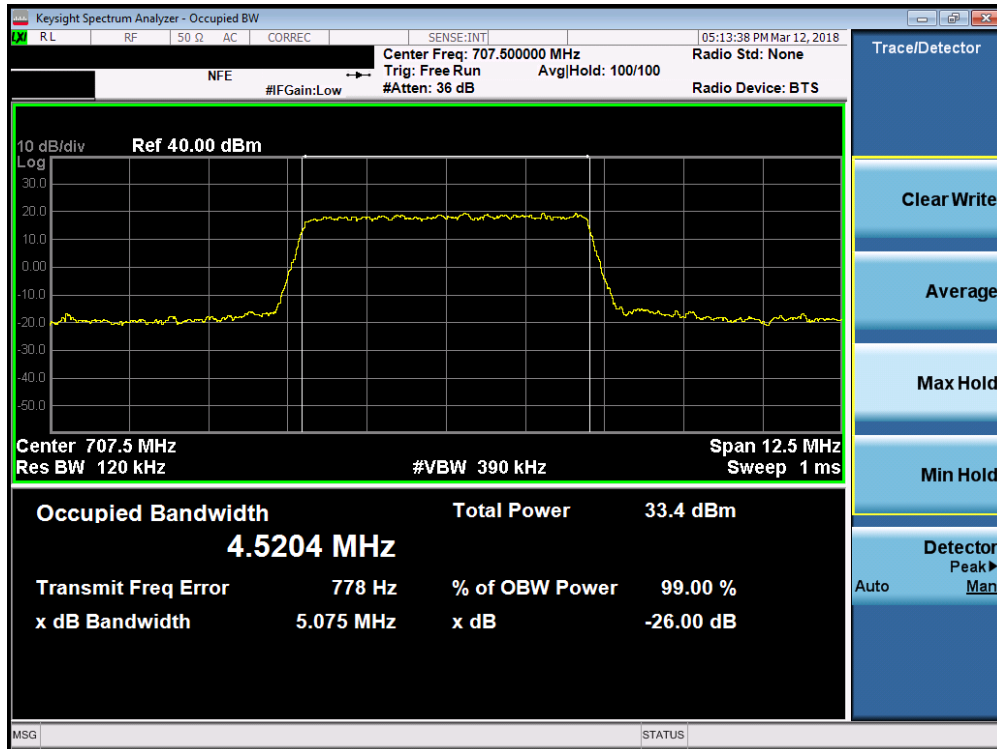 Keysight Spectrum Analyzer - Occupied BW
LXI RL RF 50 Ω AC CORREC SENSE:INT 05:13:38 PM Mar 12, 2018
Center Freq: 707.500000 MHz Radio Std: None
NFE Trig: Free Run Avg|Hold: 100/100
#IFGain:Low #Atten: 36 dB Radio Device: BTS
10 dB/div Ref 40.00 dBm
Log
30.0
20.0
10.0
0.00
-10.0
-20.0
-30.0
-40.0
-50.0
Center 707.5 MHz Span 12.5 MHz
Res BW 120 kHz #VBW 390 kHz Sweep 1 ms
Occupied Bandwidth Total Power 33.4 dBm
4.5204 MHz
Transmit Freq Error 778 Hz % of OBW Power 99.00 %
x dB Bandwidth 5.075 MHz x dB -26.00 dB
MSG STATUS
Trace/Detector
Clear Write
Average
Max Hold
Min Hold
Detector
Peak▶
Auto Man